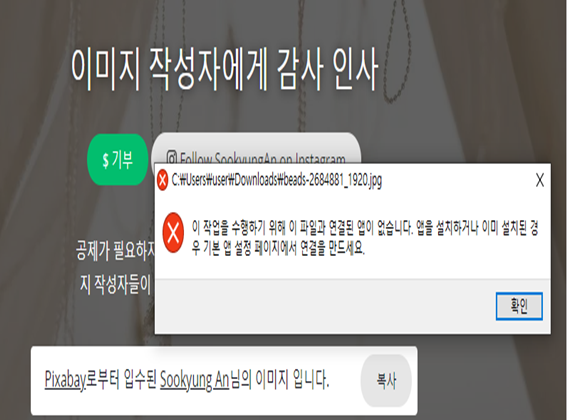 이미지 작성자에게 감사 인사
$ 기부
Follow SookyungAn on Instagram
C:₩Users₩user₩Downloads₩beads-2684881_1920.jpg
X
이 작업을 수행하기 위해 이 파일과 연결된 앱이 없습니다. 앱을 설치하거나 이미 설치된 경
우 기본 앱 설정 페이지에서 연결을 만드세요.
확인
공제가 필요하지
지 작성자들이
Pixabay로부터 입수된 Sookyung An님의 이미지 입니다.
복사